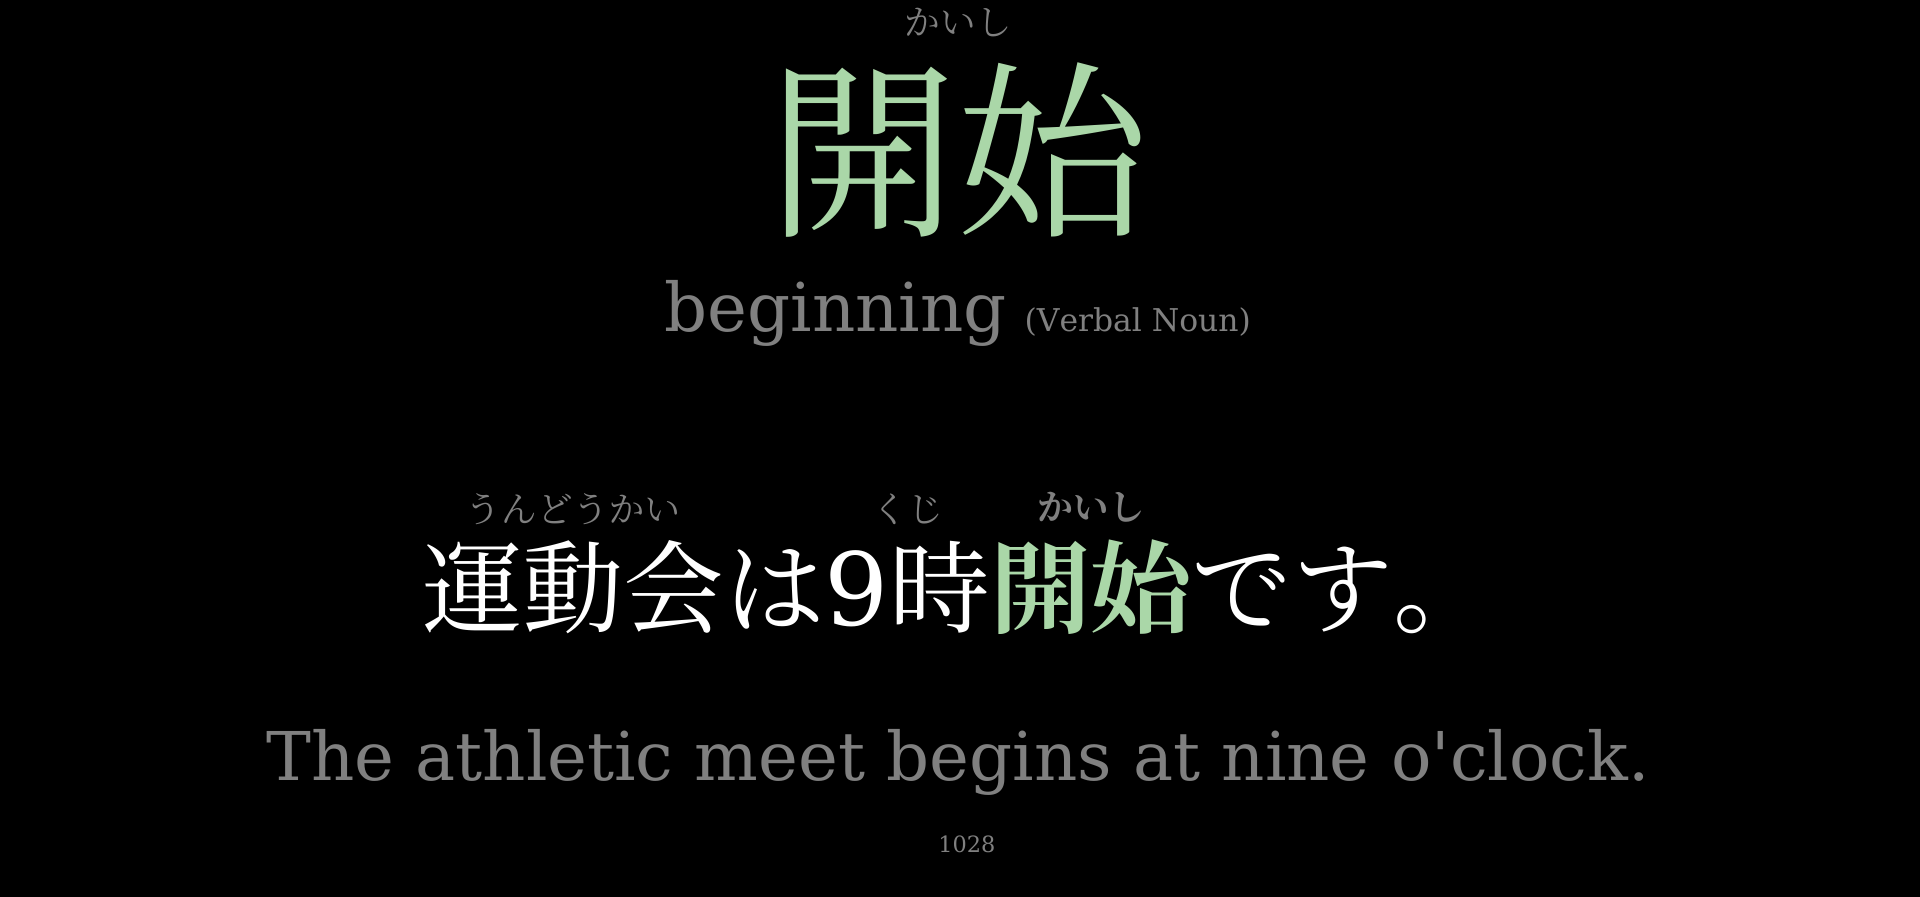 かいし
開始
beginning (Verbal Noun)
うんどうかい くじ かいし
運動会は9時開始です。
The athletic meet begins at nine o'clock.
1028